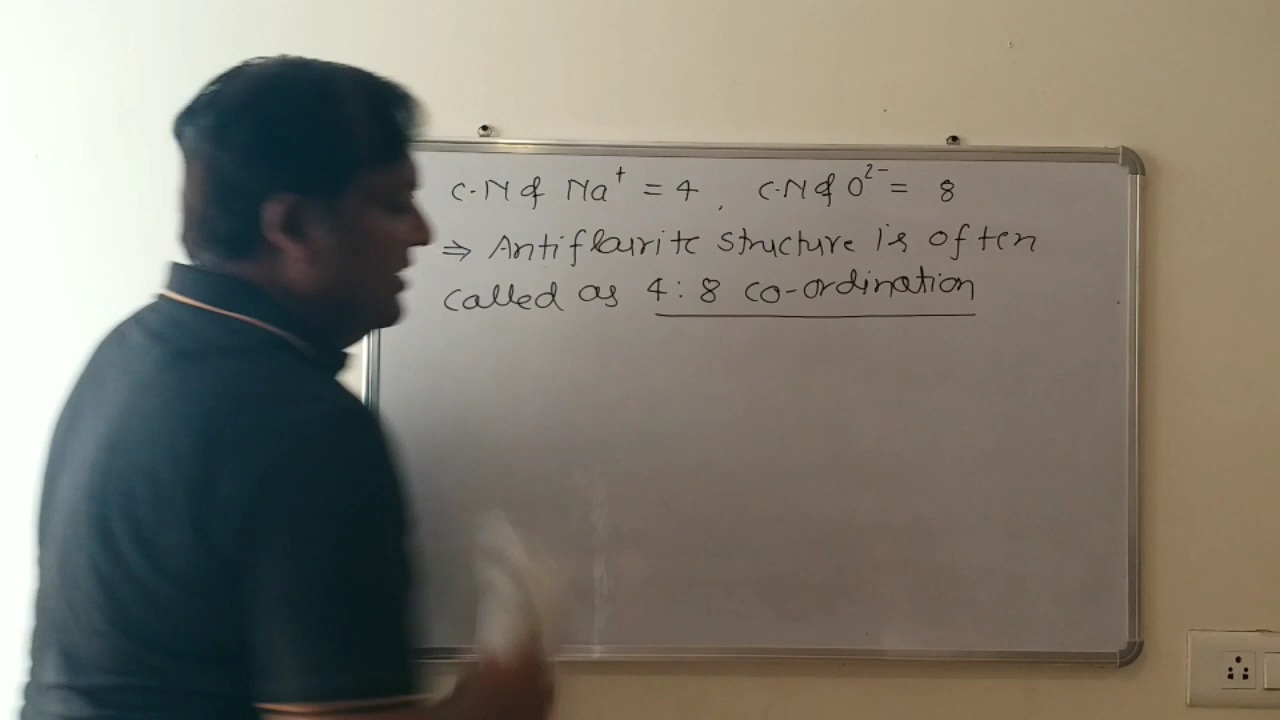 C.N of Na⁺ = 4 , C.N of O²⁻ = 8
⇒ Antiflourite structure is often
called as 4 : 8 co-ordination